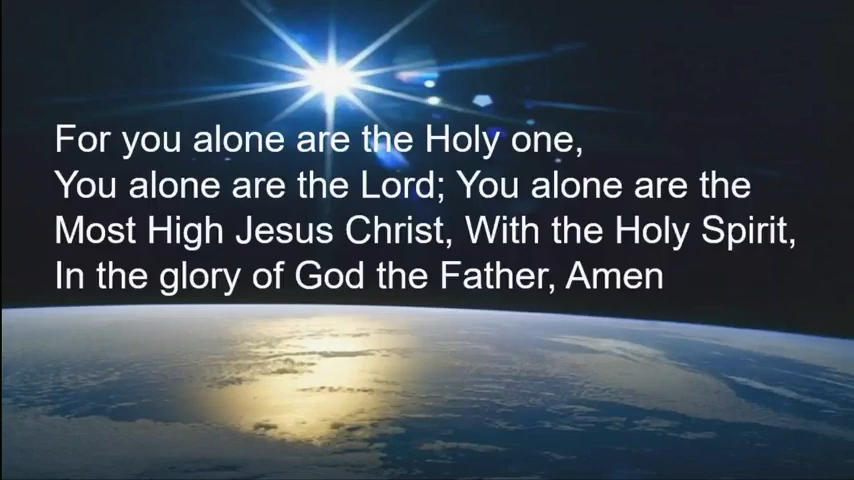 For you alone are the Holy one,
You alone are the Lord; You alone are the
Most High Jesus Christ, With the Holy Spirit,
In the glory of God the Father, Amen